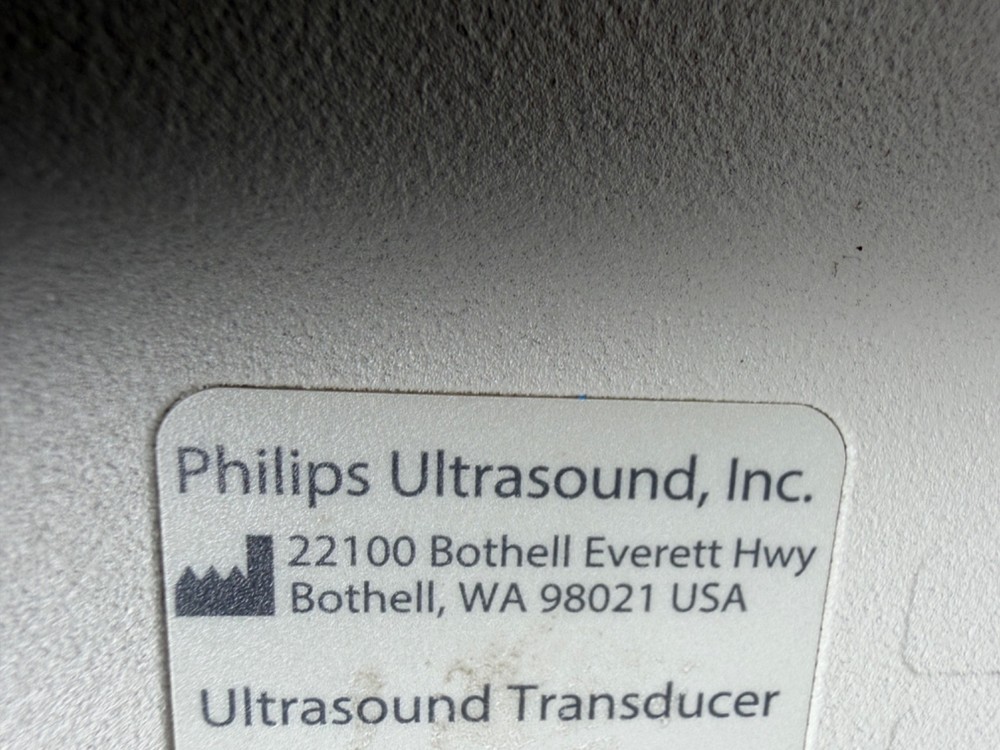 Philips Ultrasound, Inc.
22100 Bothell Everett Hwy
Bothell, WA 98021 USA
Ultrasound Transducer